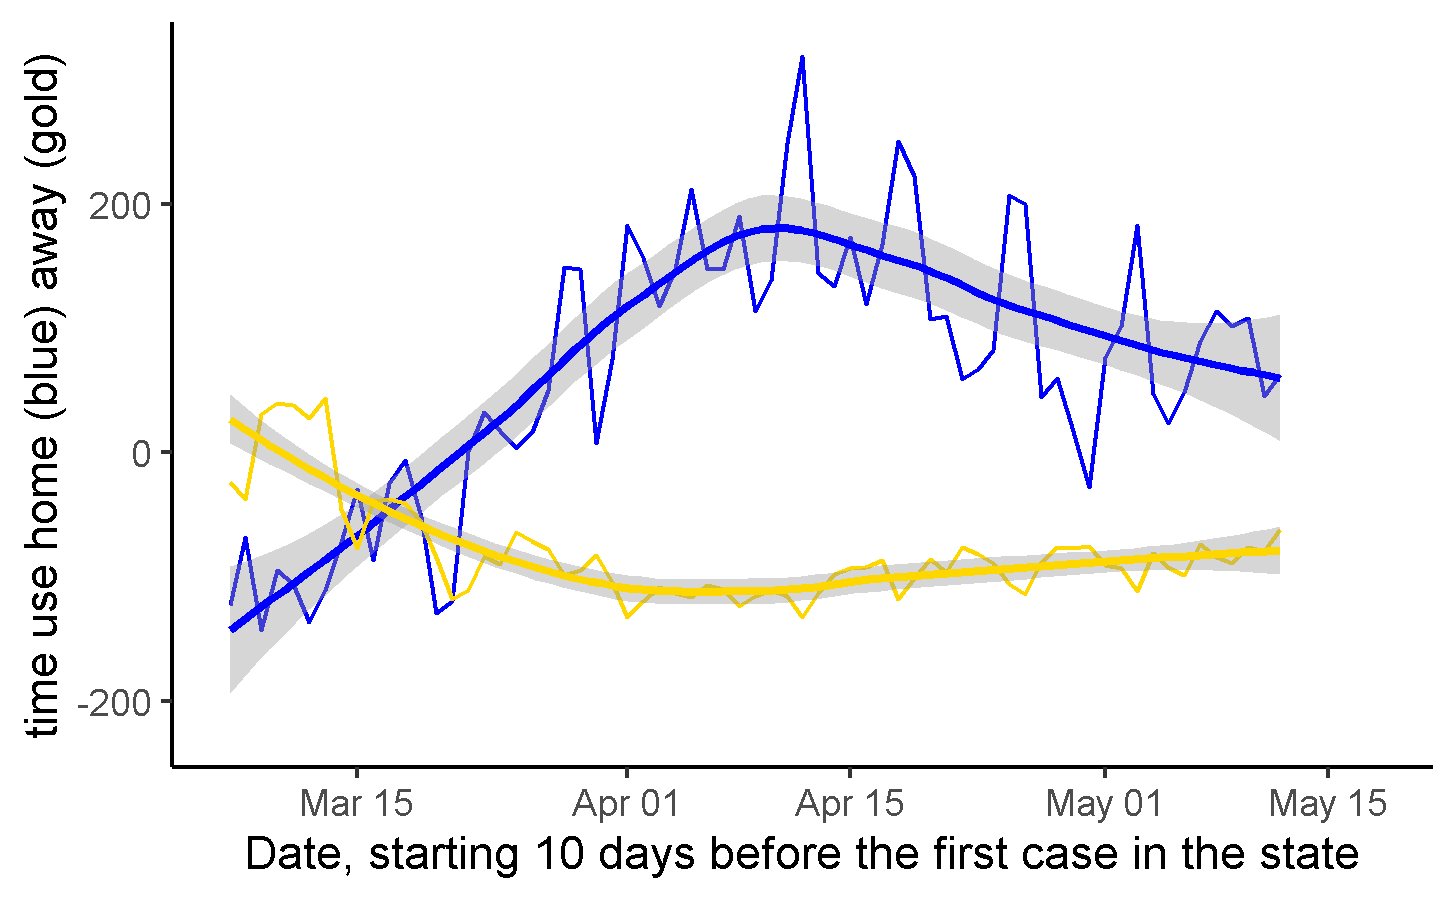 time use home (blue) away (gold)
200
0
-200
Mar 15
Apr 01
Apr 15
May 01
May 15
Date, starting 10 days before the first case in the state